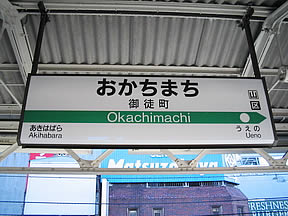 おかちまち
御徒町
山
区
Okachimachi
あきはばら
Akihabara
うえの
Ueno
Matsuzakaya
FRESHNESS